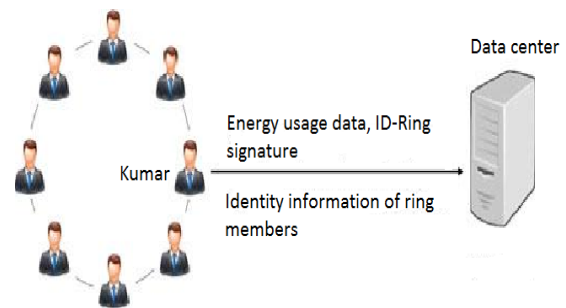 Data center
Energy usage data, ID-Ring
signature
Kumar
Identity information of ring
members